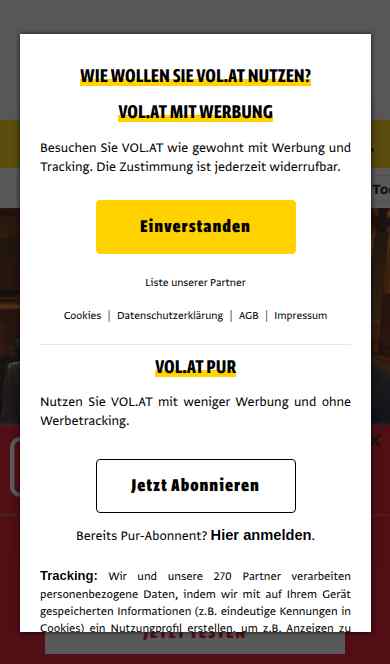 WIE WOLLEN SIE VOL.AT NUTZEN?
VOL.AT MIT WERBUNG
Besuchen Sie VOL.AT wie gewohnt mit Werbung und
Tracking. Die Zustimmung ist jederzeit widerrufbar.
Einverstanden
Liste unserer Partner
Cookies | Datenschutzerklärung | AGB | Impressum
VOL.AT PUR
Nutzen Sie VOL.AT mit weniger Werbung und ohne
Werbetracking.
Jetzt Abonnieren
Bereits Pur-Abonnent? Hier anmelden.
Tracking: Wir und unsere 270 Partner verarbeiten
personenbezogene Daten, indem wir mit auf Ihrem Gerät
gespeicherten Informationen (z.B. eindeutige Kennungen in
Cookies) ein Nutzungprofil erstellen, um z.B. Anzeigen zu
JETZT TESTEN